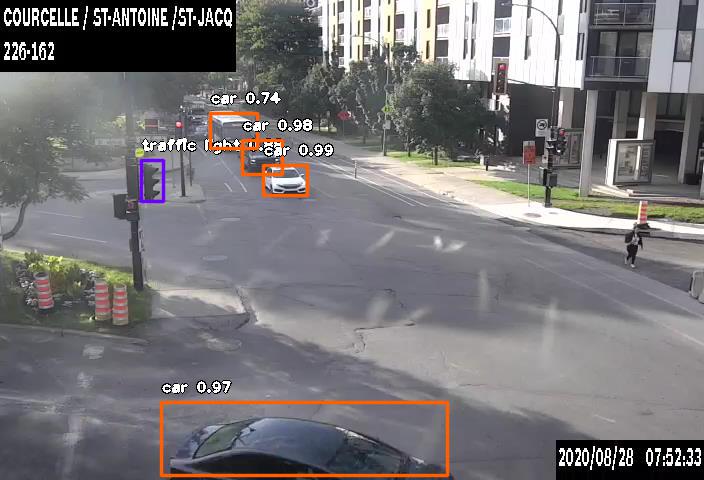 COURCELLE / ST-ANTOINE /ST-JACQ
226-162
car 0.74
car 0.98
car 0.99
car 0.97
2020/08/28 07:52:33